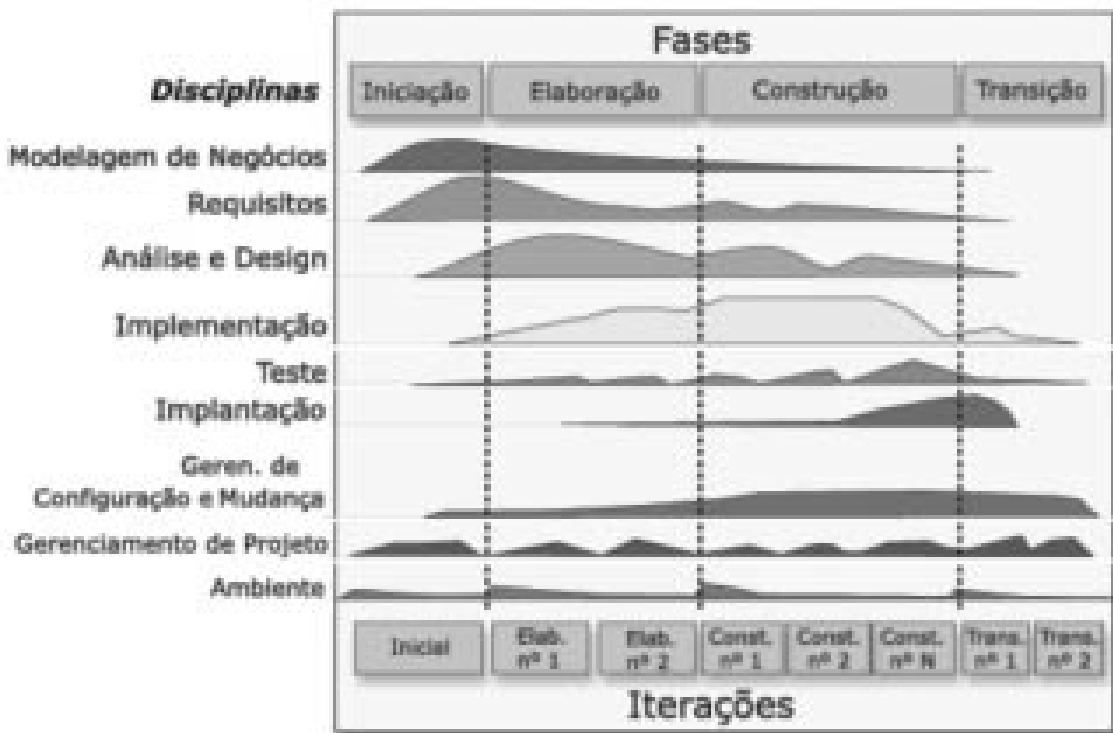 Fases
Disciplinas
Iniciação
Elaboração
Construção
Transição
Modelagem de Negócios
Requisitos
Análise e Design
Implementação
Teste
Implantação
Geren. de
Configuração e Mudança
Gerenciamento de Projeto
Ambiente
Inicial
Elab.
nº 1
Elab.
nº 2
Const.
nº 1
Const.
nº 2
Const.
nº N
Trans.
nº 1
Trans.
nº 2
Iterações